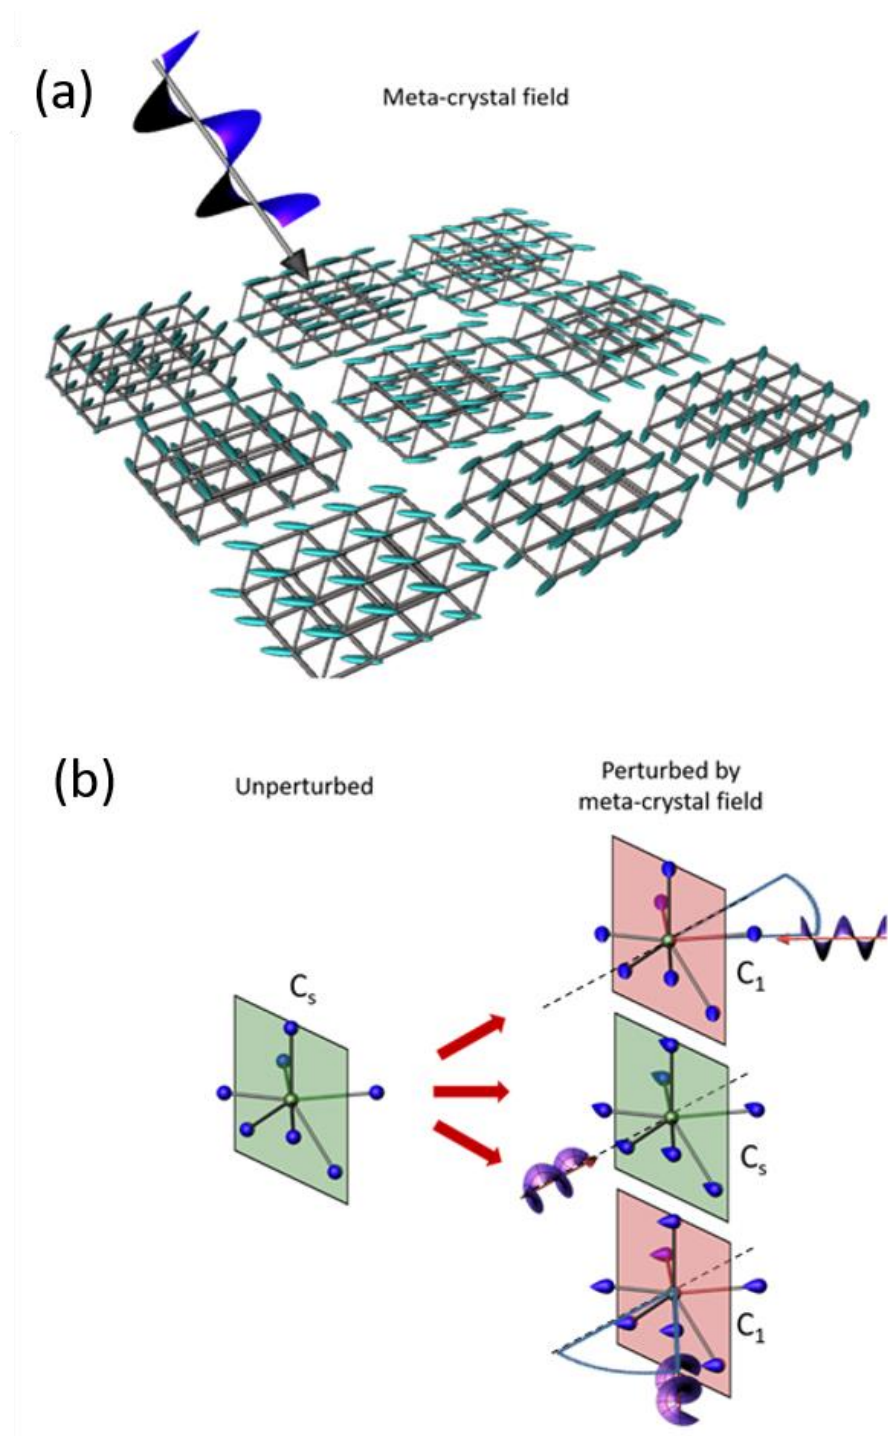 (a)
Meta-crystal field
(b)
Unperturbed
Perturbed by
meta-crystal field
C1
Cs
Cs
C1